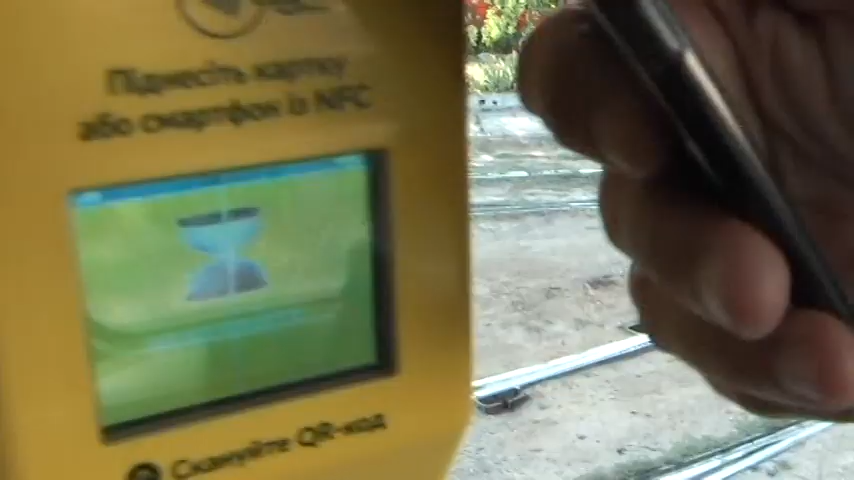 Піднесіть картку
або смартфон із NFC
Скануйте QR-код